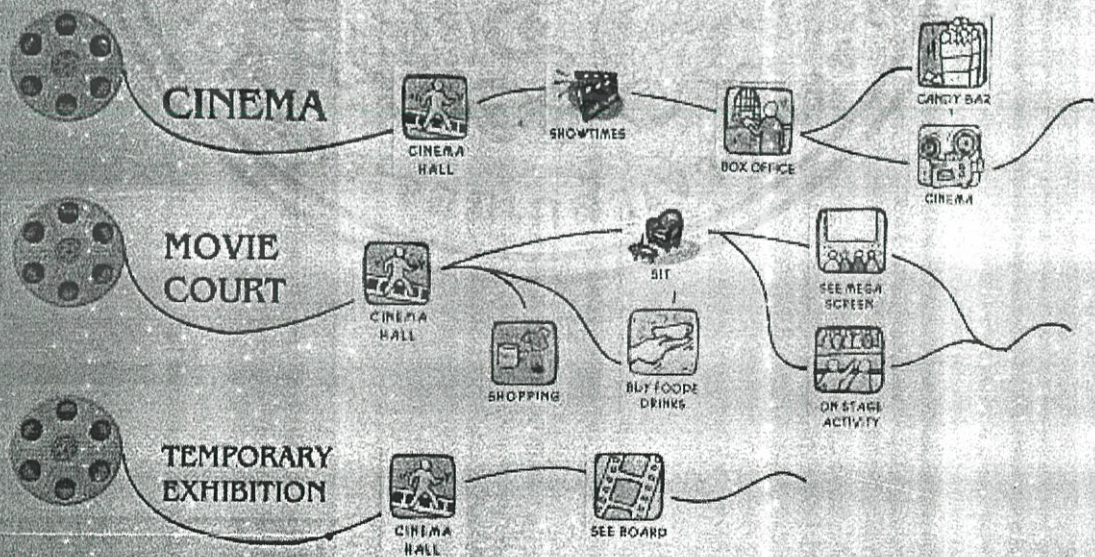 CINEMA
CINEMA
HALL
SHOWTIMES
BOX OFFICE
CANDY BAR
CINEMA
MOVIE
COURT
CINEMA
HALL
SHOPPING
SIT
BUY FOODE
DRINKS
SEE MEGA
SCREEN
ON STAGE
ACTIVITY
TEMPORARY
EXHIBITION
CINEMA
HALL
SEE BOARD